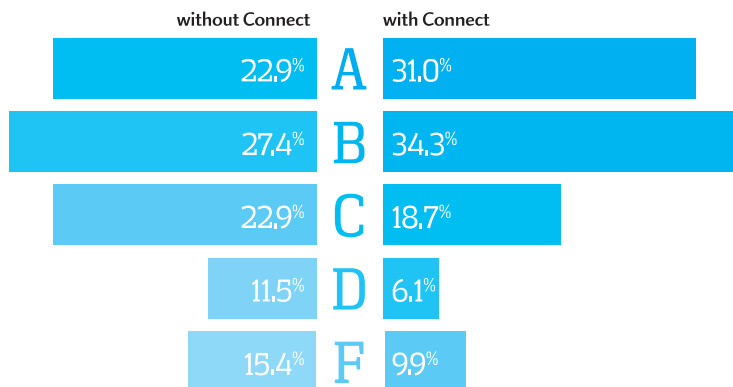 without Connect with Connect
22.9% A 31.0%
27.4% B 34.3%
22.9% C 18.7%
11.5% D 6.1%
15.4% F 9.9%